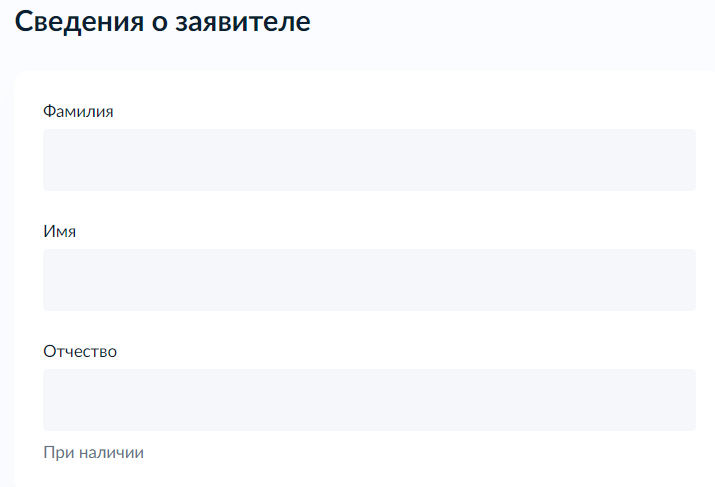 Сведения о заявителе
Фамилия
Имя
Отчество
При наличии